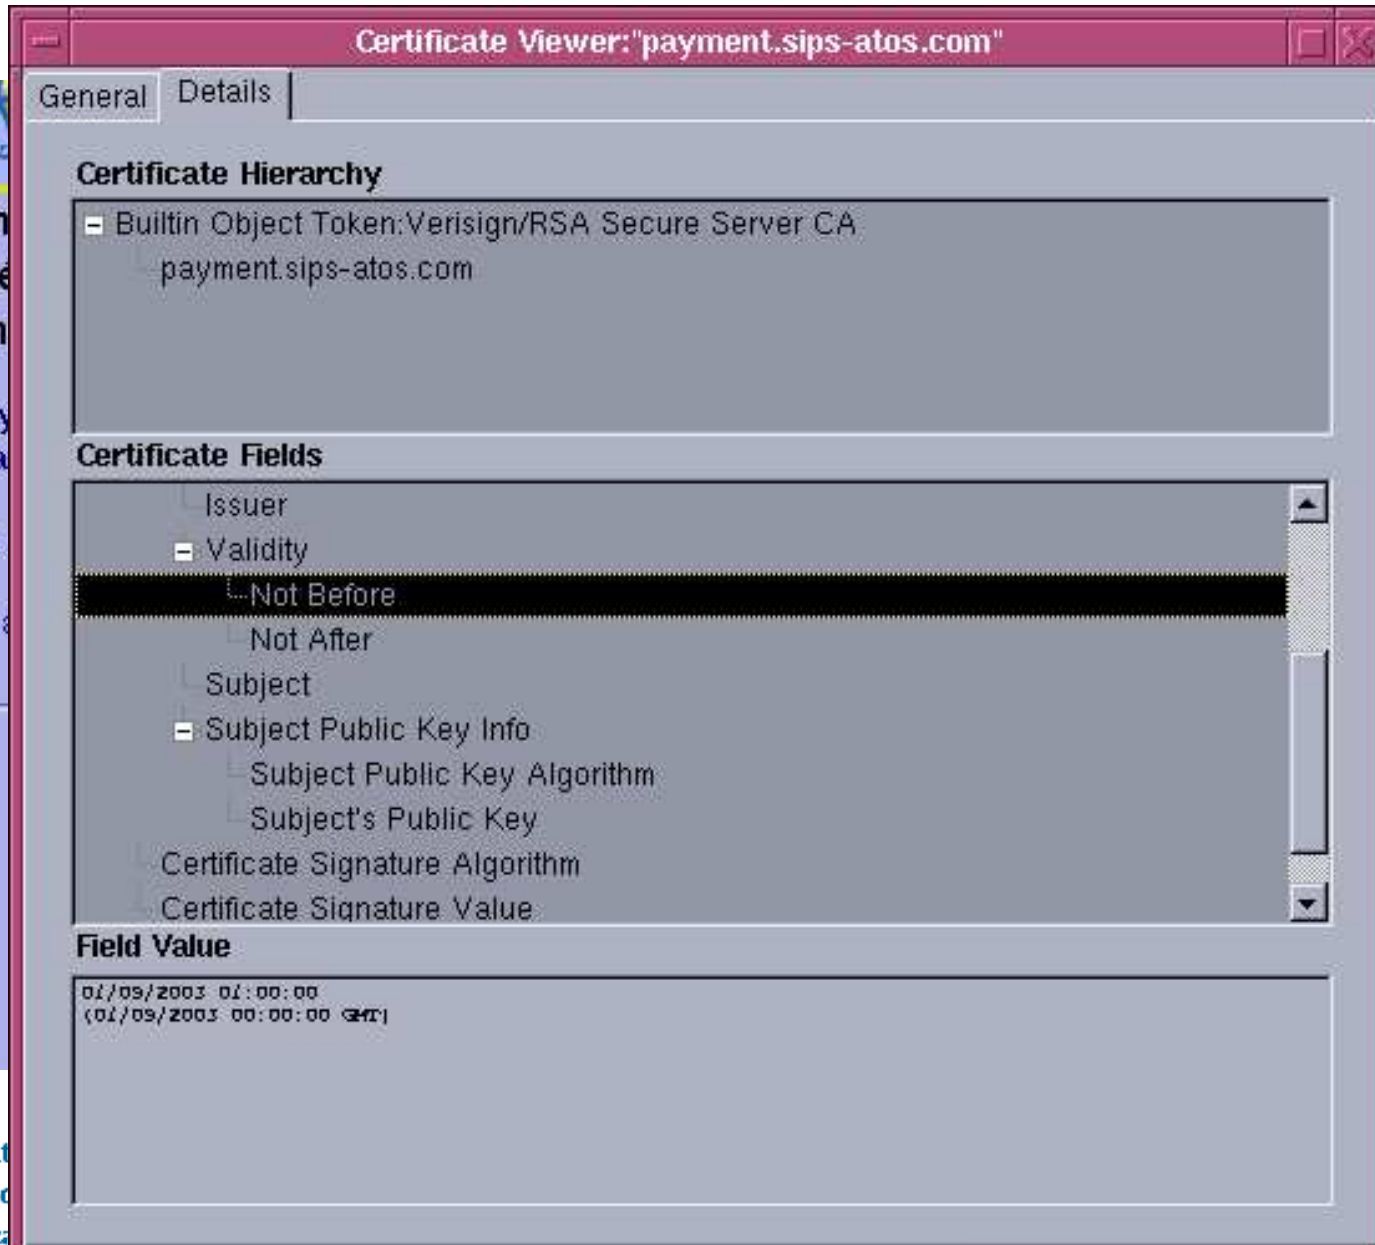 Certificate Viewer:"payment.sips-atos.com"
General Details
Certificate Hierarchy
Builtin Object Token:Verisign/RSA Secure Server CA
payment.sips-atos.com
Certificate Fields
Issuer
Validity
Not Before
Not After
Subject
Subject Public Key Info
Subject Public Key Algorithm
Subject's Public Key
Certificate Signature Algorithm
Certificate Signature Value
Field Value
01/09/2003 01:00:00
(01/09/2003 00:00:00 GMT)